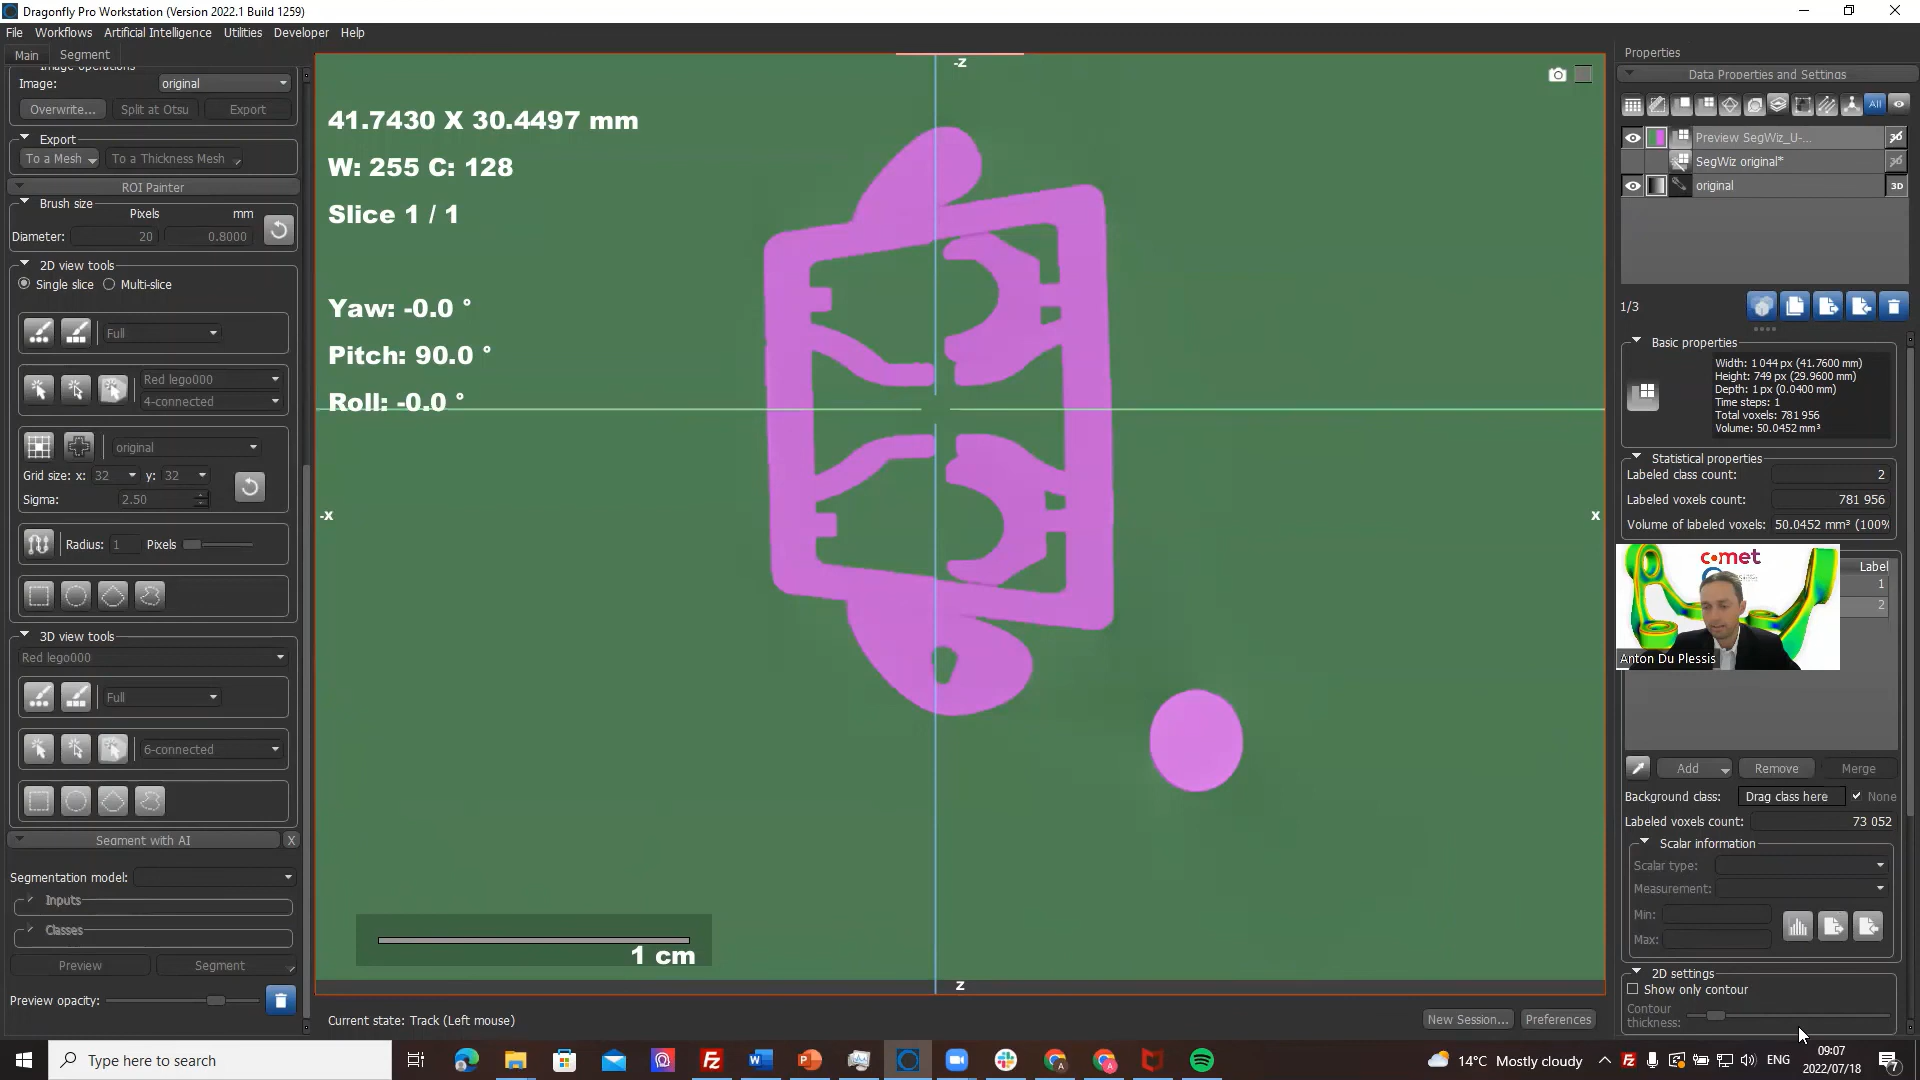 Dragonfly Pro Workstation (Version 2022.1 Build 1259)
File Workflows Artificial Intelligence Utilities Developer Help
Main Segment
Image operations
Image: original
Overwrite... Split at Otsu Export
Export
To a Mesh To a Thickness Mesh
ROI Painter
Brush size
Pixels mm
Diameter: 20 0.8000
2D view tools
Single slice Multi-slice
Full
Red lego000
4-connected
original
Grid size: x: 32 y: 32
Sigma: 2.50
Radius: 1 Pixels
3D view tools
Red lego000
Full
6-connected
Segment with AI X
Segmentation model:
Inputs
Classes
Preview Segment
Preview opacity:
-Z
41.7430 X 30.4497 mm
W: 255 C: 128
Slice 1 / 1
Yaw: -0.0 °
Pitch: 90.0 °
Roll: -0.0 °
-X
X
1 cm
Z
Current state: Track (Left mouse)
New Session... Preferences
Properties
Data Properties and Settings
All
Preview SegWiz_U-...
SegWiz original*
original 3D
1/3
Basic properties
Width: 1 044 px (41.7600 mm)
Height: 749 px (29.9600 mm)
Depth: 1 px (0.0400 mm)
Time steps: 1
Total voxels: 781 956
Volume: 50.0452 mm³
Statistical properties
Labeled class count: 2
Labeled voxels count: 781 956
Volume of labeled voxels: 50.0452 mm³ (100%
Label
1
2
comet
Anton Du Plessis
Add Remove Merge
Background class: Drag class here None
Labeled voxels count: 73 052
Scalar information
Scalar type:
Measurement:
Min:
Max:
2D settings
Show only contour
Contour
thickness:
Type here to search
14°C Mostly cloudy ENG 09:07
2022/07/18 7